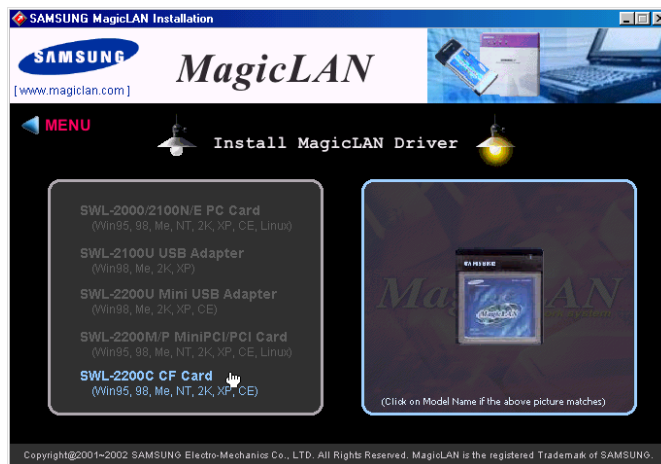 SAMSUNG MagicLAN Installation
SAMSUNG
MagicLAN
[www.magiclan.com]
MENU
Install MagicLAN Driver
SWL-2000/2100N/E PC Card
(Win95, 98, Me, NT, 2K, XP, CE, Linux)
SWL-2100U USB Adapter
(Win98, Me, 2K, XP)
SWL-2200U Mini USB Adapter
(Win98, Me, 2K, XP, CE)
SWL-2200M/P MiniPCI/PCI Card
(Win95, 98, Me, NT, 2K, XP, CE, Linux)
SWL-2200C CF Card
(Win95, 98, Me, NT, 2K, XP, CE)
SAMSUNG
MagicLAN
(Click on Model Name if the above picture matches)
Copyright@2001~2002 SAMSUNG Electro-Mechanics Co., LTD. All Rights Reserved. MagicLAN is the registered Trademark of SAMSUNG.